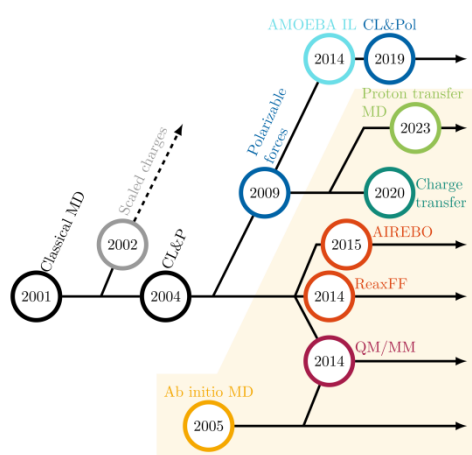 AMOEBA IL
CL&Pol
2014
2019
Proton transfer
MD
2023
Polarizable
forces
2009
2020
Charge
transfer
Scaled charges
2002
Classical MD
2001
CL&P
2004
AIREBO
2015
ReaxFF
2014
QM/MM
2014
Ab initio MD
2005